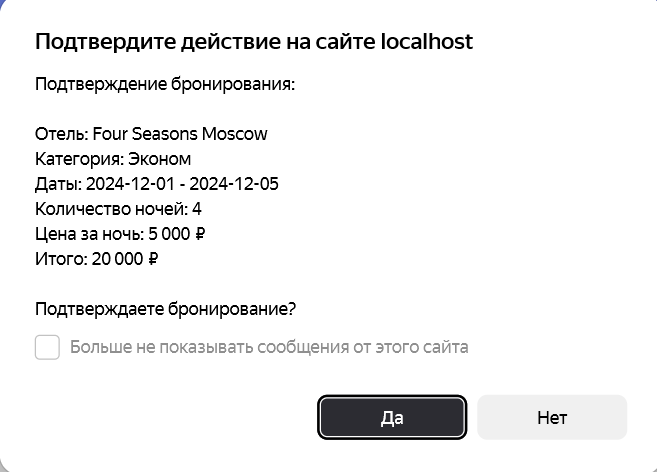 Подтвердите действие на сайте localhost
Подтверждение бронирования:
Отель: Four Seasons Moscow
Категория: Эконом
Даты: 2024-12-01 - 2024-12-05
Количество ночей: 4
Цена за ночь: 5 000 ₽
Итого: 20 000 ₽
Подтверждаете бронирование?
Больше не показывать сообщения от этого сайта
Да
Нет